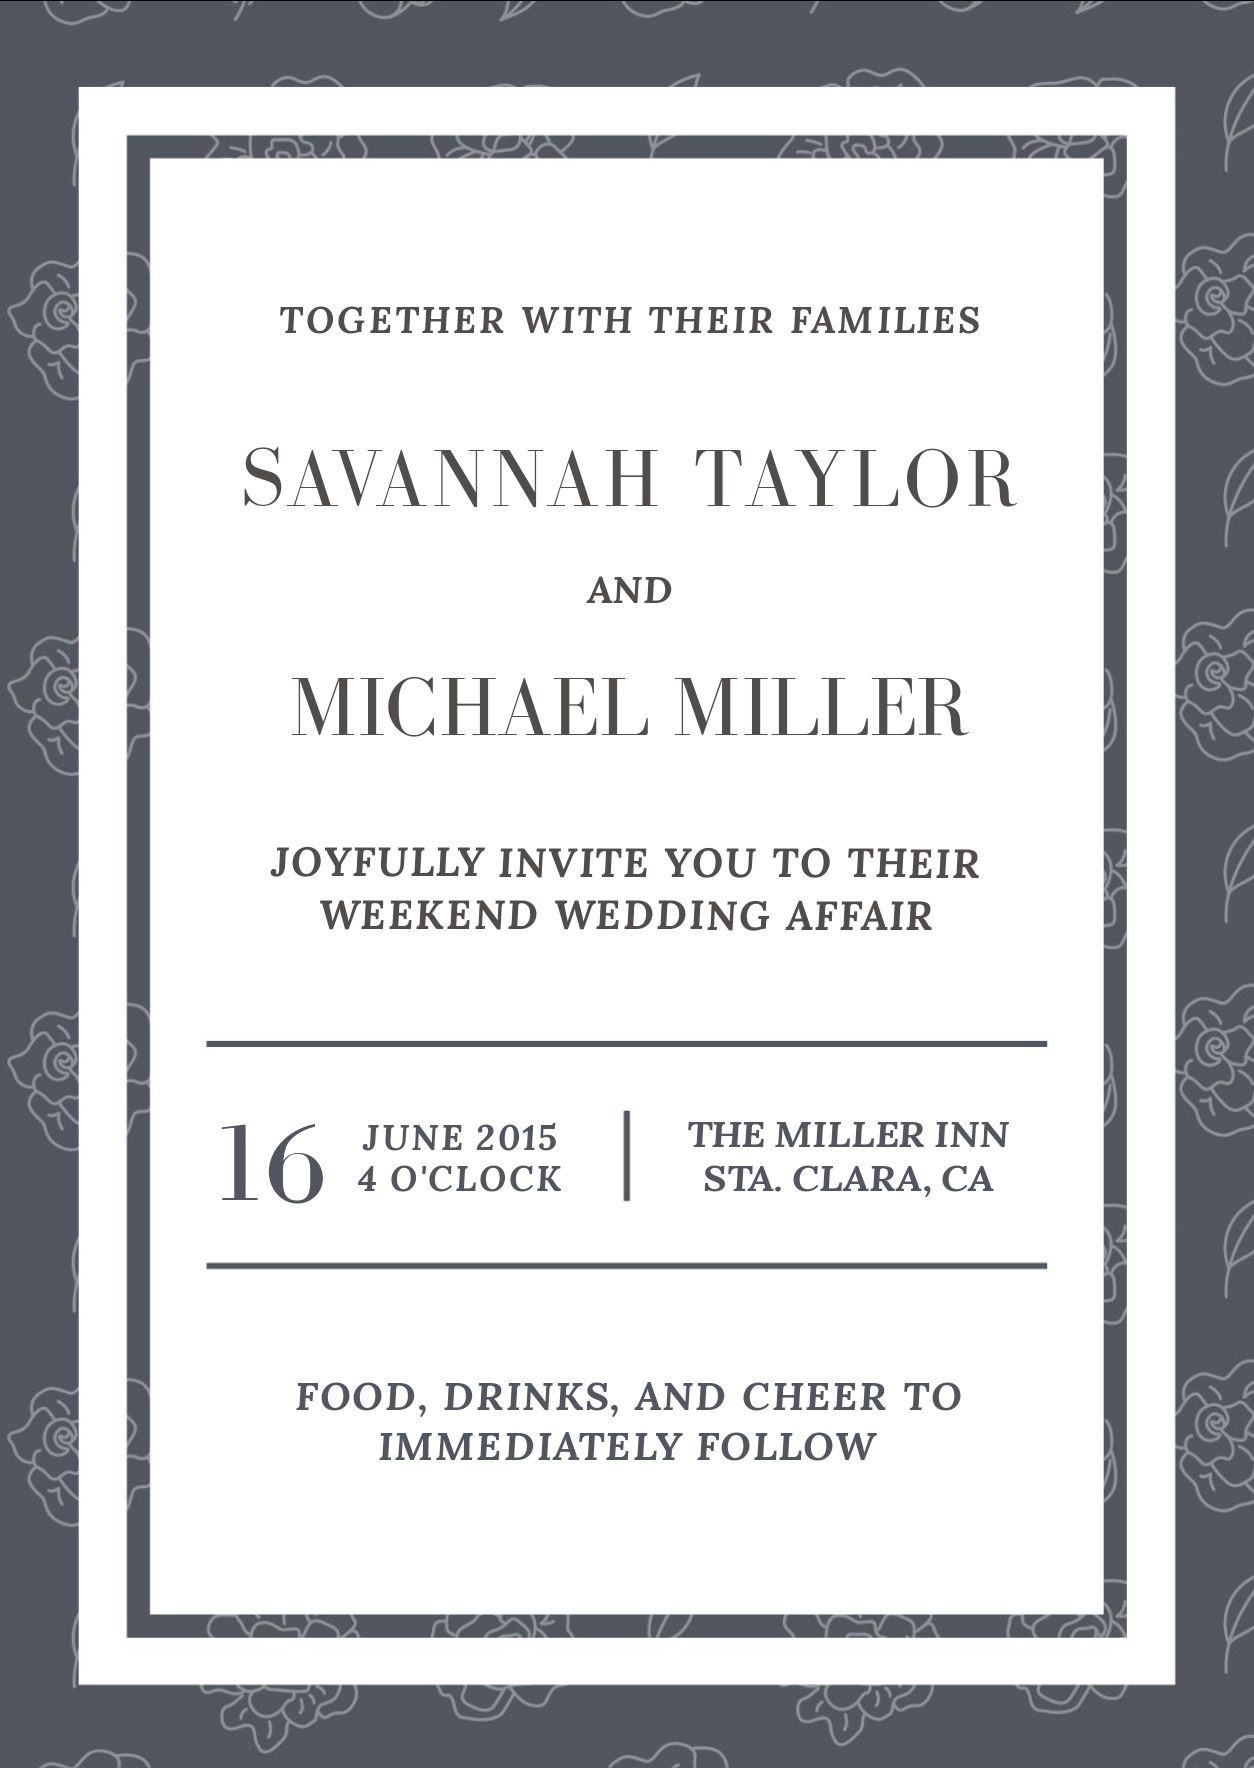 TOGETHER WITH THEIR FAMILIES
SAVANNAH TAYLOR
AND
MICHAEL MILLER
JOYFULLY INVITE YOU TO THEIR
WEEKEND WEDDING AFFAIR
16
JUNE 2015
4 O'CLOCK
THE MILLER INN
STA. CLARA, CA
FOOD, DRINKS, AND CHEER TO
IMMEDIATELY FOLLOW